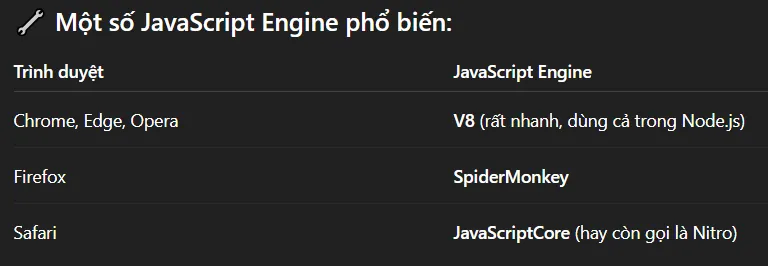 🔧 Một số JavaScript Engine phổ biến:
Trình duyệt JavaScript Engine
Chrome, Edge, Opera V8 (rất nhanh, dùng cả trong Node.js)
Firefox SpiderMonkey
Safari JavaScriptCore (hay còn gọi là Nitro)